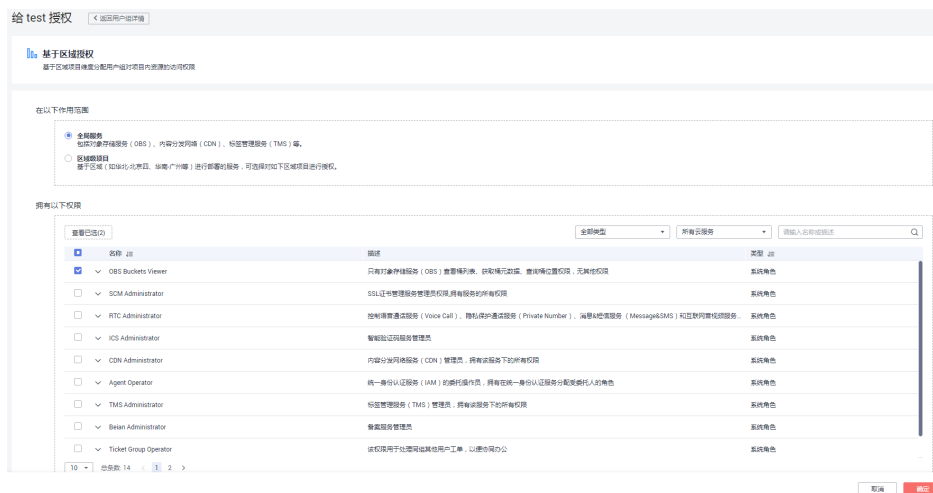 给 test 授权
返回用户组详情
基于区域授权
基于区域项目维度分配用户组对项目内资源的访问权限
在以下作用范围
全局服务
包括对象存储服务（OBS）、内容分发网络（CDN）、标签管理服务（TMS）等。
区域级项目
基于区域（如华北-北京四、华南-广州等）进行部署的服务，可选择对如下区域项目进行授权。
拥有以下权限
查看已选(2) 全部类型 所有云服务 请输入名称或描述
名称 描述 类型
OBS Buckets Viewer 只有对象存储服务（OBS）查看桶列表、获取桶元数据、查询桶位置权限，无其他权限 系统角色
SCM Administrator SSL证书管理服务管理员权限,拥有服务的所有权限 系统角色
RTC Administrator 控制语音通话服务（Voice Call）、隐私保护通话服务（Private Number）、消息&短信服务（Message&SMS）和互联网音视频服务... 系统角色
ICS Administrator 智能验证码服务管理员 系统角色
CDN Administrator 内容分发网络服务（CDN）管理员，拥有该服务下的所有权限 系统角色
Agent Operator 统一身份认证服务（IAM）的委托操作员，拥有在统一身份认证服务分配受委托人的角色 系统角色
TMS Administrator 标签管理服务（TMS）管理员，拥有该服务下的所有权限 系统角色
Beian Administrator 备案服务管理员 系统角色
Ticket Group Operator 该权限用于处理同组其他用户工单，以便协同办公 系统角色
10 总条数: 14 < 1 2 >
取消 确定